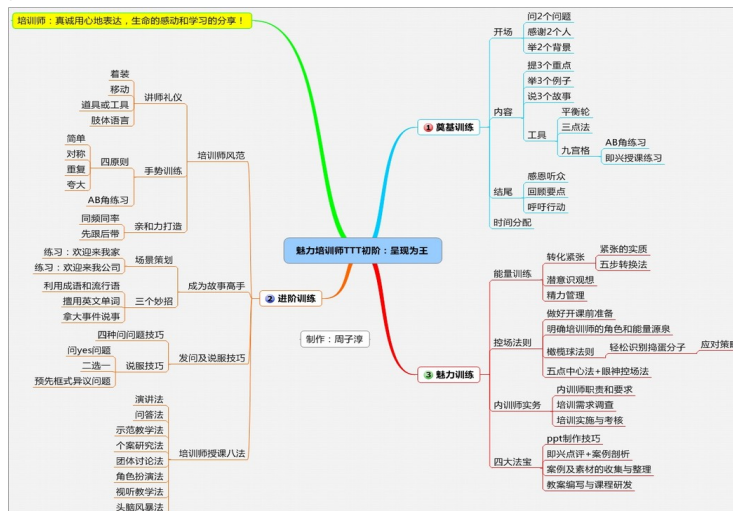 培训师：真诚用心地表达，生命的感动和学习的分享！
魅力培训师TTT初阶：呈现为王
制作：周子淳
① 奠基训练
开场
问2个问题
感谢2个人
举2个背景
内容
提3个重点
举3个例子
说3个故事
工具
平衡轮
三点法
九宫格
AB角练习
即兴授课练习
结尾
感恩听众
回顾要点
呼吁行动
时间分配
② 进阶训练
培训师风范
讲师礼仪
着装
移动
道具或工具
肢体语言
手势训练
四原则
简单
对称
重复
夸大
AB角练习
亲和力打造
同频同率
先跟后带
成为故事高手
场景策划
练习：欢迎来我家
练习：欢迎来我公司
三个妙招
利用成语和流行语
擅用英文单词
拿大事件说事
发问及说服技巧
四种问问题技巧
说服技巧
问yes问题
二选一
预先框式异议问题
培训师授课八法
演讲法
问答法
示范教学法
个案研究法
团体讨论法
角色扮演法
视听教学法
头脑风暴法
③ 魅力训练
能量训练
转化紧张
紧张的实质
五步转换法
潜意识观想
精力管理
控场法则
做好开课前准备
明确培训师的角色和能量源泉
橄榄球法则
轻松识别捣蛋分子
应对策略
五点中心法+眼神控场法
内训师实务
内训师职责和要求
培训需求调查
培训实施与考核
四大法宝
ppt制作技巧
即兴点评+案例剖析
案例及素材的收集与整理
教案编写与课程研发